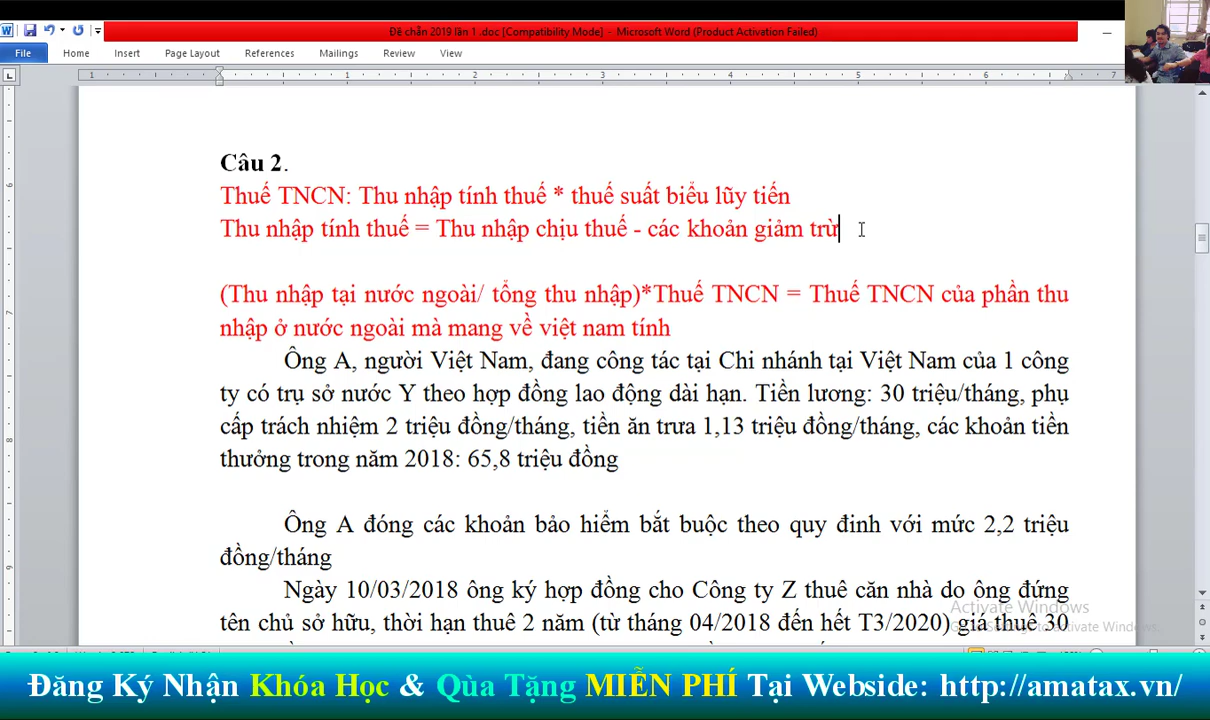 Đề chẵn 2019 lần 1 .doc [Compatibility Mode] - Microsoft Word (Product Activation Failed)
File Home Insert Page Layout References Mailings Review View
1 1 2 3 4 5 6 7
Câu 2.
Thuế TNCN: Thu nhập tính thuế * thuế suất biểu lũy tiến
Thu nhập tính thuế = Thu nhập chịu thuế - các khoản giảm trừ
(Thu nhập tại nước ngoài/ tổng thu nhập)*Thuế TNCN = Thuế TNCN của phần thu
nhập ở nước ngoài mà mang về việt nam tính
Ông A, người Việt Nam, đang công tác tại Chi nhánh tại Việt Nam của 1 công
ty có trụ sở nước Y theo hợp đồng lao động dài hạn. Tiền lương: 30 triệu/tháng, phụ
cấp trách nhiệm 2 triệu đồng/tháng, tiền ăn trưa 1,13 triệu đồng/tháng, các khoản tiền
thưởng trong năm 2018: 65,8 triệu đồng
Ông A đóng các khoản bảo hiểm bắt buộc theo quy đinh với mức 2,2 triệu
đồng/tháng
Ngày 10/03/2018 ông ký hợp đồng cho Công ty Z thuê căn nhà do ông đứng
tên chủ sở hữu, thời hạn thuê 2 năm (từ tháng 04/2018 đến hết T3/2020) giá thuê 30
Activate Windows
Đăng Ký Nhận Khóa Học & Qùa Tặng MIỄN PHÍ Tại Webside: http://amatax.vn/